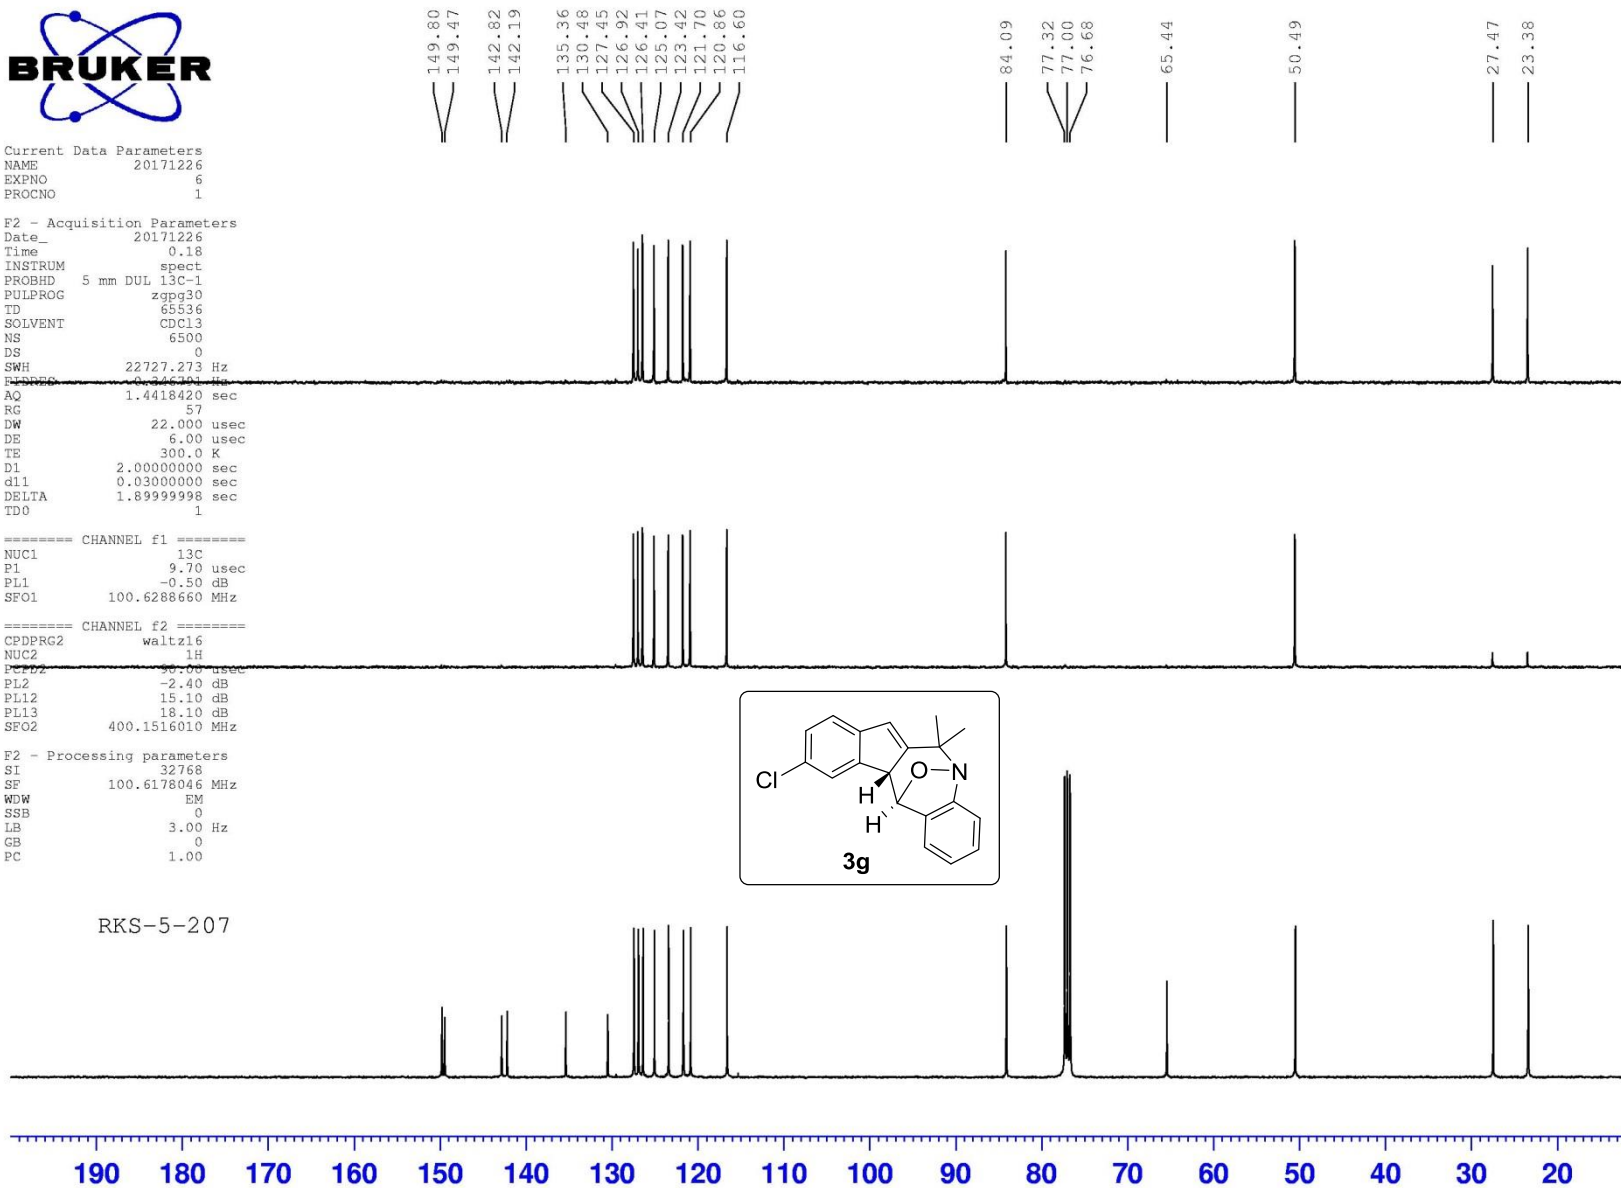 BRUKER
149.80
149.47
142.82
142.19
135.36
130.48
127.45
126.92
126.41
125.07
123.42
121.70
120.86
116.60
84.09
77.32
77.00
76.68
65.44
50.49
27.47
23.38
Current Data Parameters
NAME 20171226
EXPNO 6
PROCNO 1
F2 - Acquisition Parameters
Date_ 20171226
Time 0.18
INSTRUM spect
PROBHD 5 mm DUL 13C-1
PULPROG zgpg30
TD 65536
SOLVENT CDCl3
NS 6500
DS 0
SWH 22727.273 Hz
FIDRES 0.346791 Hz
AQ 1.4418420 sec
RG 57
DW 22.000 usec
DE 6.00 usec
TE 300.0 K
D1 2.00000000 sec
d11 0.03000000 sec
DELTA 1.89999998 sec
TD0 1
======== CHANNEL f1 ========
NUC1 13C
P1 9.70 usec
PL1 -0.50 dB
SFO1 100.6288660 MHz
======== CHANNEL f2 ========
CPDPRG2 waltz16
NUC2 1H
PCPD2 90.00 usec
PL2 -2.40 dB
PL12 15.10 dB
PL13 18.10 dB
SFO2 400.1516010 MHz
F2 - Processing parameters
SI 32768
SF 100.6178046 MHz
WDW EM
SSB 0
LB 3.00 Hz
GB 0
PC 1.00
RKS-5-207
Cl
O
N
H
H
3g
190 180 170 160 150 140 130 120 110 100 90 80 70 60 50 40 30 20